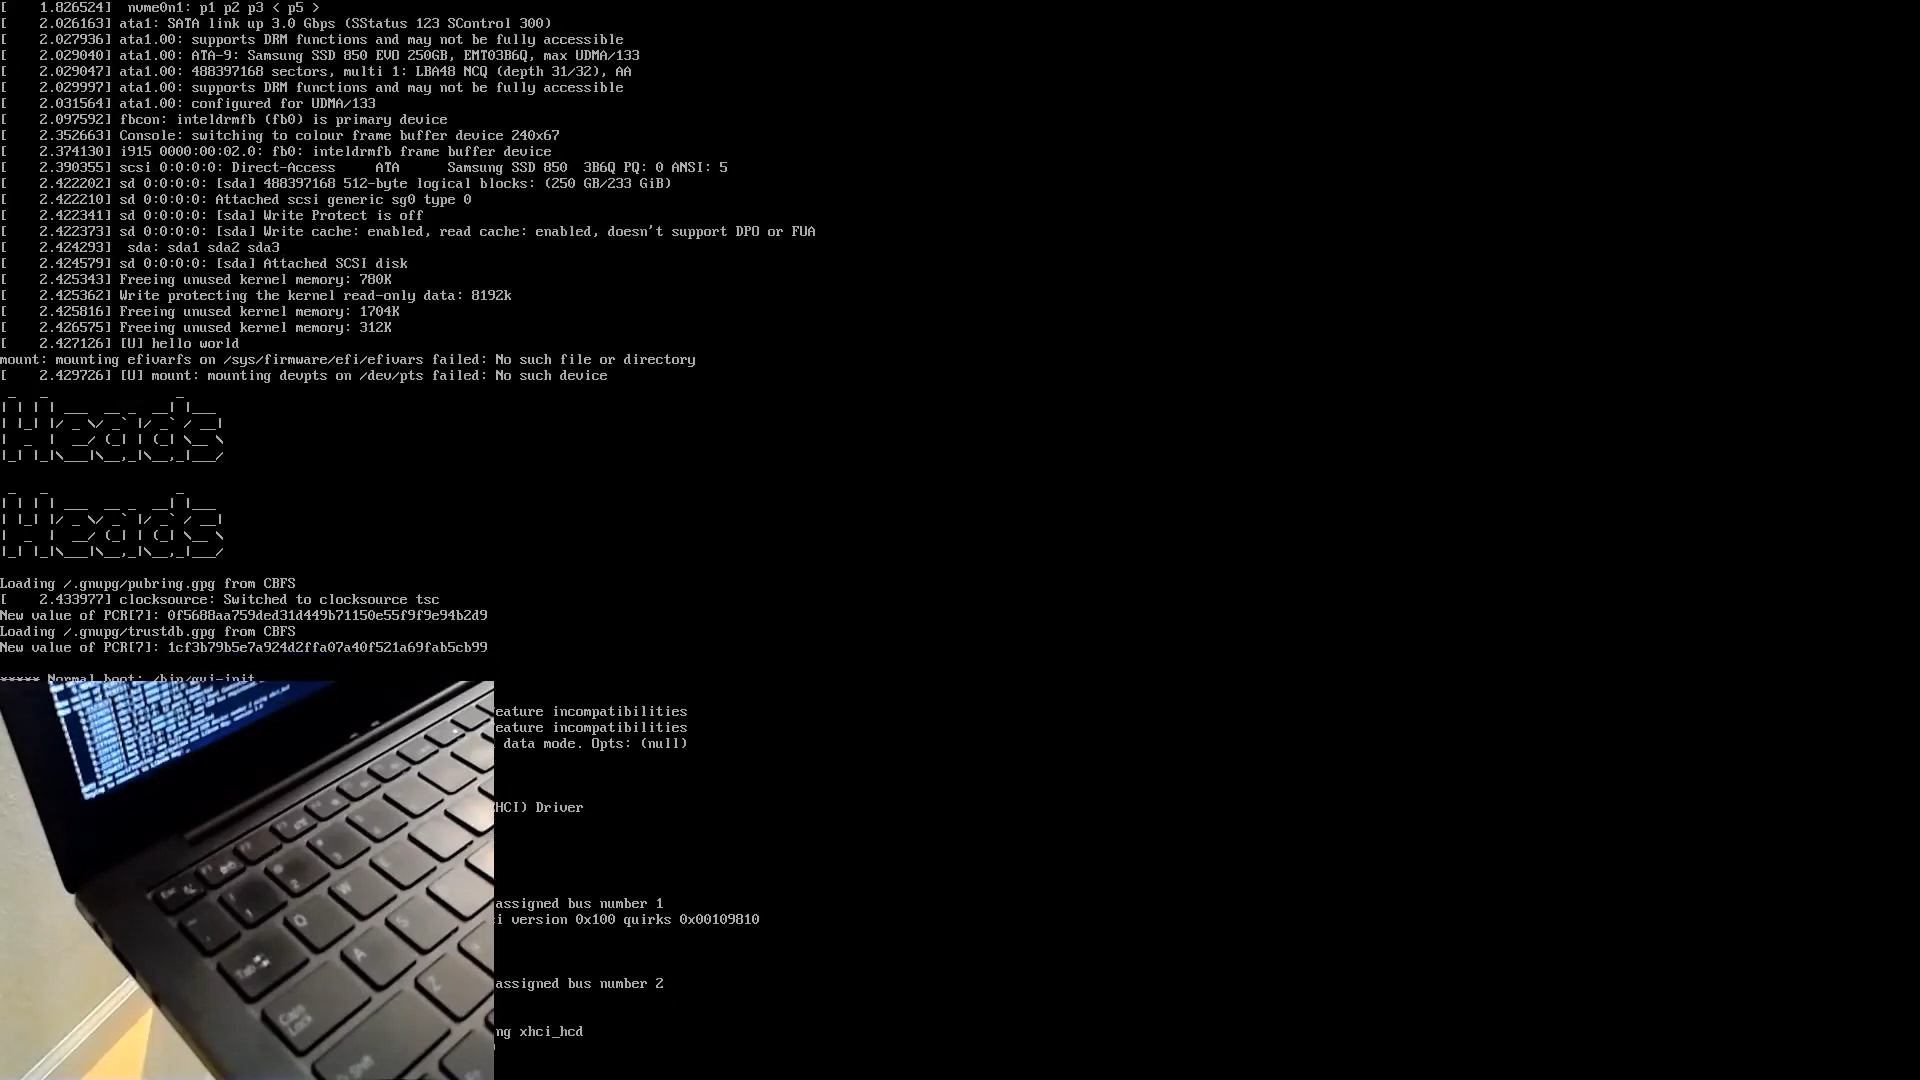 [    1.826524]  nvme0n1: p1 p2 p3 < p5 >
[    2.026163] ata1: SATA link up 3.0 Gbps (SStatus 123 SControl 300)
[    2.027936] ata1.00: supports DRM functions and may not be fully accessible
[    2.029040] ata1.00: ATA-9: Samsung SSD 850 EVO 250GB, EMT03B6Q, max UDMA/133
[    2.029047] ata1.00: 488397168 sectors, multi 1: LBA48 NCQ (depth 31/32), AA
[    2.029997] ata1.00: supports DRM functions and may not be fully accessible
[    2.031564] ata1.00: configured for UDMA/133
[    2.097592] fbcon: inteldrmfb (fb0) is primary device
[    2.352663] Console: switching to colour frame buffer device 240x67
[    2.374130] i915 0000:00:02.0: fb0: inteldrmfb frame buffer device
[    2.390355] scsi 0:0:0:0: Direct-Access     ATA      Samsung SSD 850  3B6Q PQ: 0 ANSI: 5
[    2.422202] sd 0:0:0:0: [sda] 488397168 512-byte logical blocks: (250 GB/233 GiB)
[    2.422210] sd 0:0:0:0: Attached scsi generic sg0 type 0
[    2.422341] sd 0:0:0:0: [sda] Write Protect is off
[    2.422373] sd 0:0:0:0: [sda] Write cache: enabled, read cache: enabled, doesn't support DPO or FUA
[    2.424293]  sda: sda1 sda2 sda3
[    2.424579] sd 0:0:0:0: [sda] Attached SCSI disk
[    2.425343] Freeing unused kernel memory: 780K
[    2.425362] Write protecting the kernel read-only data: 8192k
[    2.425816] Freeing unused kernel memory: 1704K
[    2.426575] Freeing unused kernel memory: 312K
[    2.427126] [U] hello world
mount: mounting efivarfs on /sys/firmware/efi/efivars failed: No such file or directory
[    2.429726] [U] mount: mounting devpts on /dev/pts failed: No such device
Heads
Heads
Loading /.gnupg/pubring.gpg from CBFS
[    2.433977] clocksource: Switched to clocksource tsc
New value of PCR[7]: 0f5688aa759ded31d449b71150e55f9f9e94b2d9
Loading /.gnupg/trustdb.gpg from CBFS
New value of PCR[7]: 1cf3b79b5e7a924d2ffa07a40f521a69fab5cb99
***** Normal boot: /bin/gui-init
eature incompatibilities
eature incompatibilities
data mode. Opts: (null)
HCI) Driver
assigned bus number 1
i version 0x100 quirks 0x00109810
assigned bus number 2
ng xhci_hcd
Esc
1
2
3
Q
W
Tab
A
S
Caps
Lock
Z
Shift